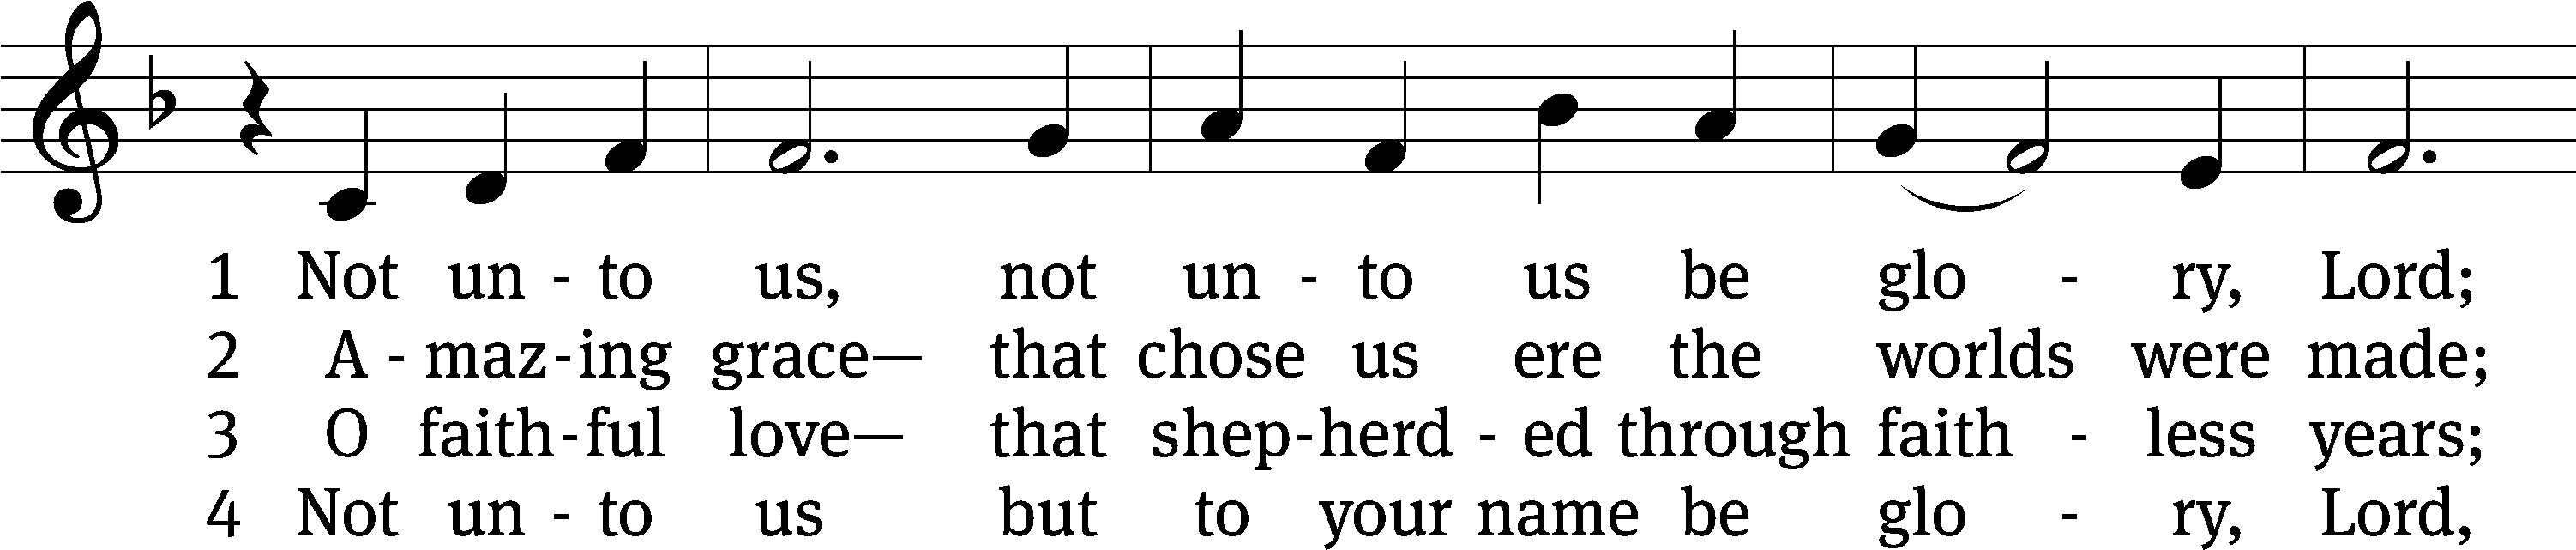 1 Not un - to us, not un - to us be glo - ry, Lord;
2 A - maz - ing grace— that chose us ere the worlds were made;
3 O faith - ful love— that shep - herd - ed through faith - less years;
4 Not un - to us but to your name be glo - ry, Lord,